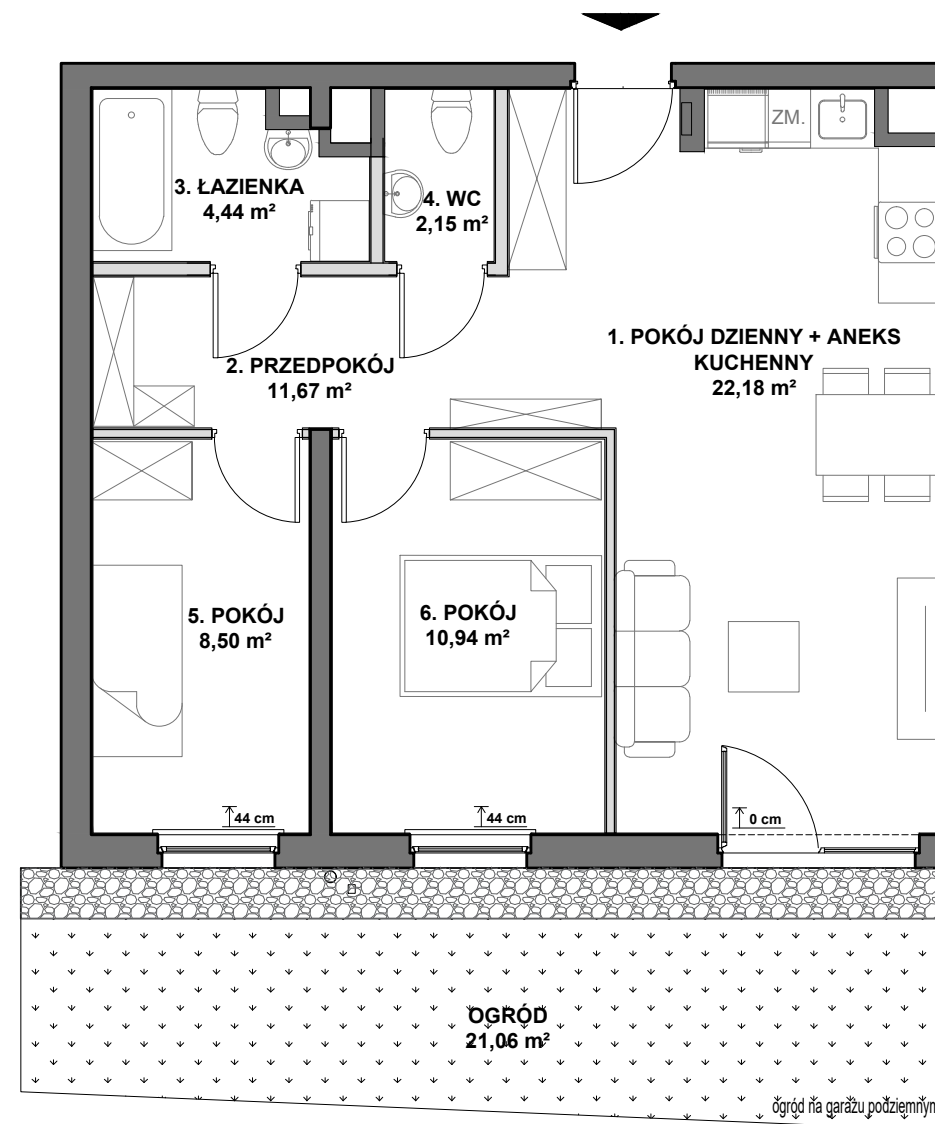 ZM.
3. ŁAZIENKA
4,44 m²
4. WC
2,15 m²
1. POKÓJ DZIENNY + ANEKS
KUCHENNY
22,18 m²
2. PRZEDPOKÓJ
11,67 m²
5. POKÓJ
8,50 m²
6. POKÓJ
10,94 m²
44 cm
44 cm
0 cm
OGRÓD
21,06 m²
ogród na garażu podziemnym